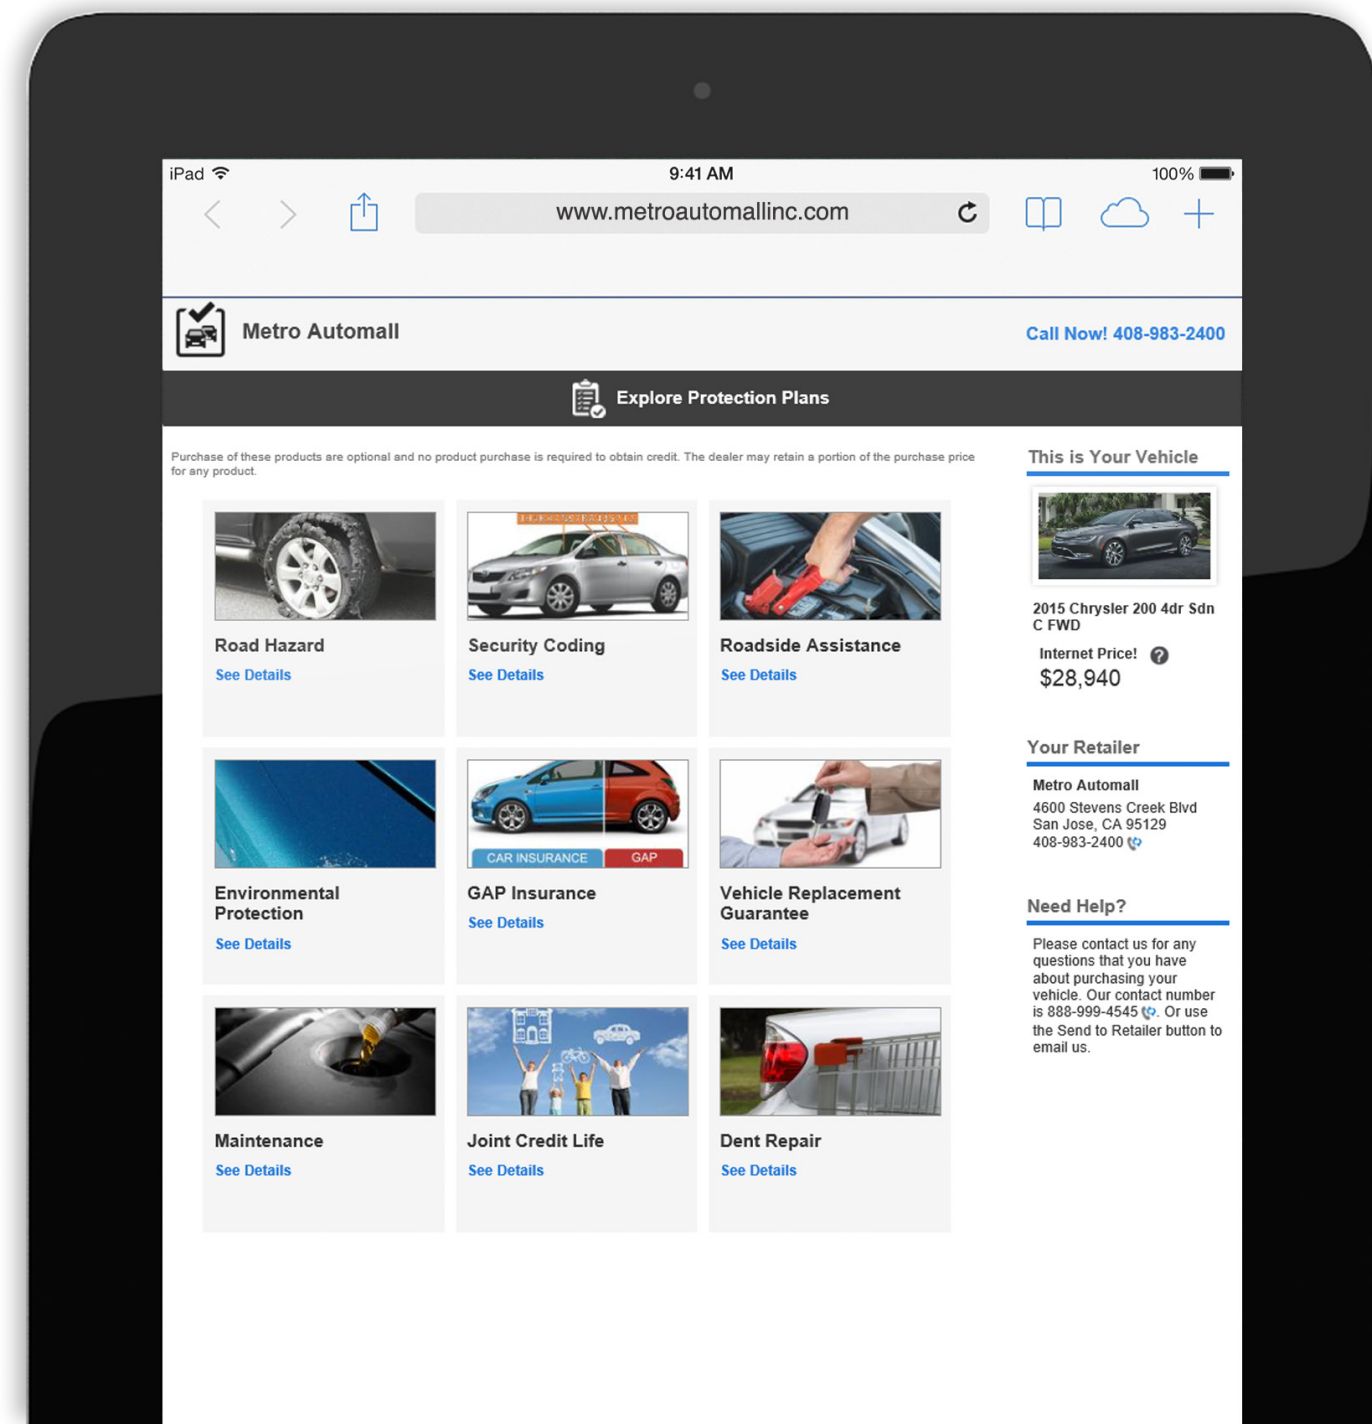 iPad
9:41 AM
100%
www.metroautomallinc.com
Metro Automall
Call Now! 408-983-2400
Explore Protection Plans
Purchase of these products are optional and no product purchase is required to obtain credit. The dealer may retain a portion of the purchase price
for any product.
Road Hazard
See Details
Security Coding
See Details
Roadside Assistance
See Details
Environmental
Protection
See Details
CAR INSURANCE
GAP
GAP Insurance
See Details
Vehicle Replacement
Guarantee
See Details
Maintenance
See Details
Joint Credit Life
See Details
Dent Repair
See Details
This is Your Vehicle
2015 Chrysler 200 4dr Sdn
C FWD
Internet Price! ?
$28,940
Your Retailer
Metro Automall
4600 Stevens Creek Blvd
San Jose, CA 95129
408-983-2400
Need Help?
Please contact us for any
questions that you have
about purchasing your
vehicle. Our contact number
is 888-999-4545 . Or use
the Send to Retailer button to
email us.